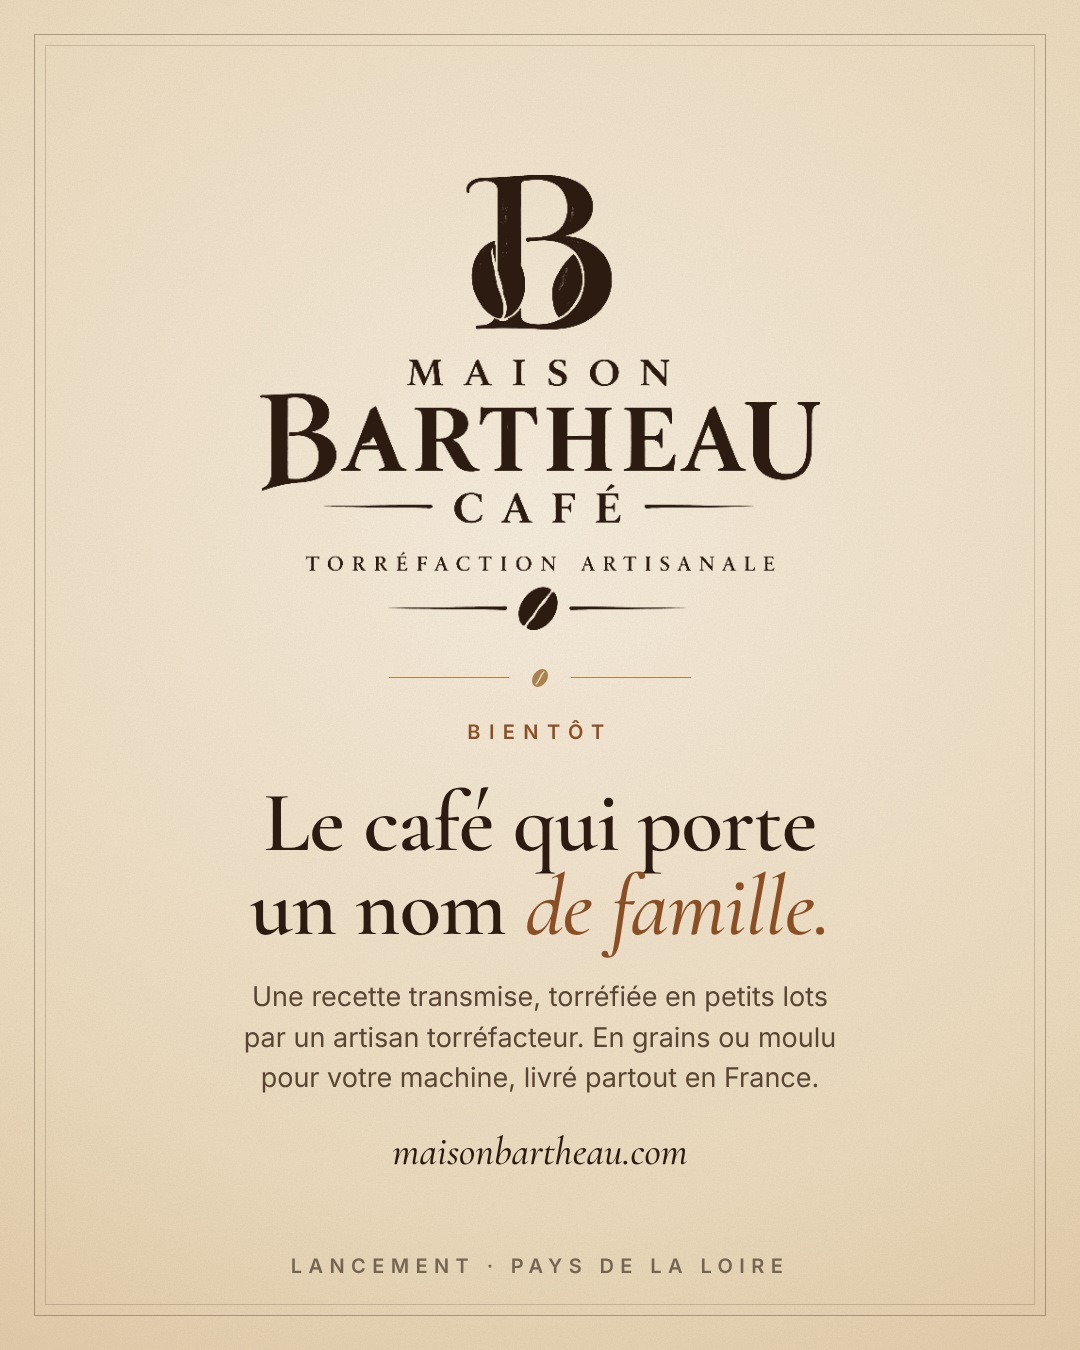 B
MAISON
BARTHEAU
CAFÉ
TORRÉFACTION ARTISANALE
BIENTÔT
Le café qui porte
un nom de famille.
Une recette transmise, torréfiée en petits lots
par un artisan torréfacteur. En grains ou moulu
pour votre machine, livré partout en France.
maisonbartheau.com
LANCEMENT · PAYS DE LA LOIRE